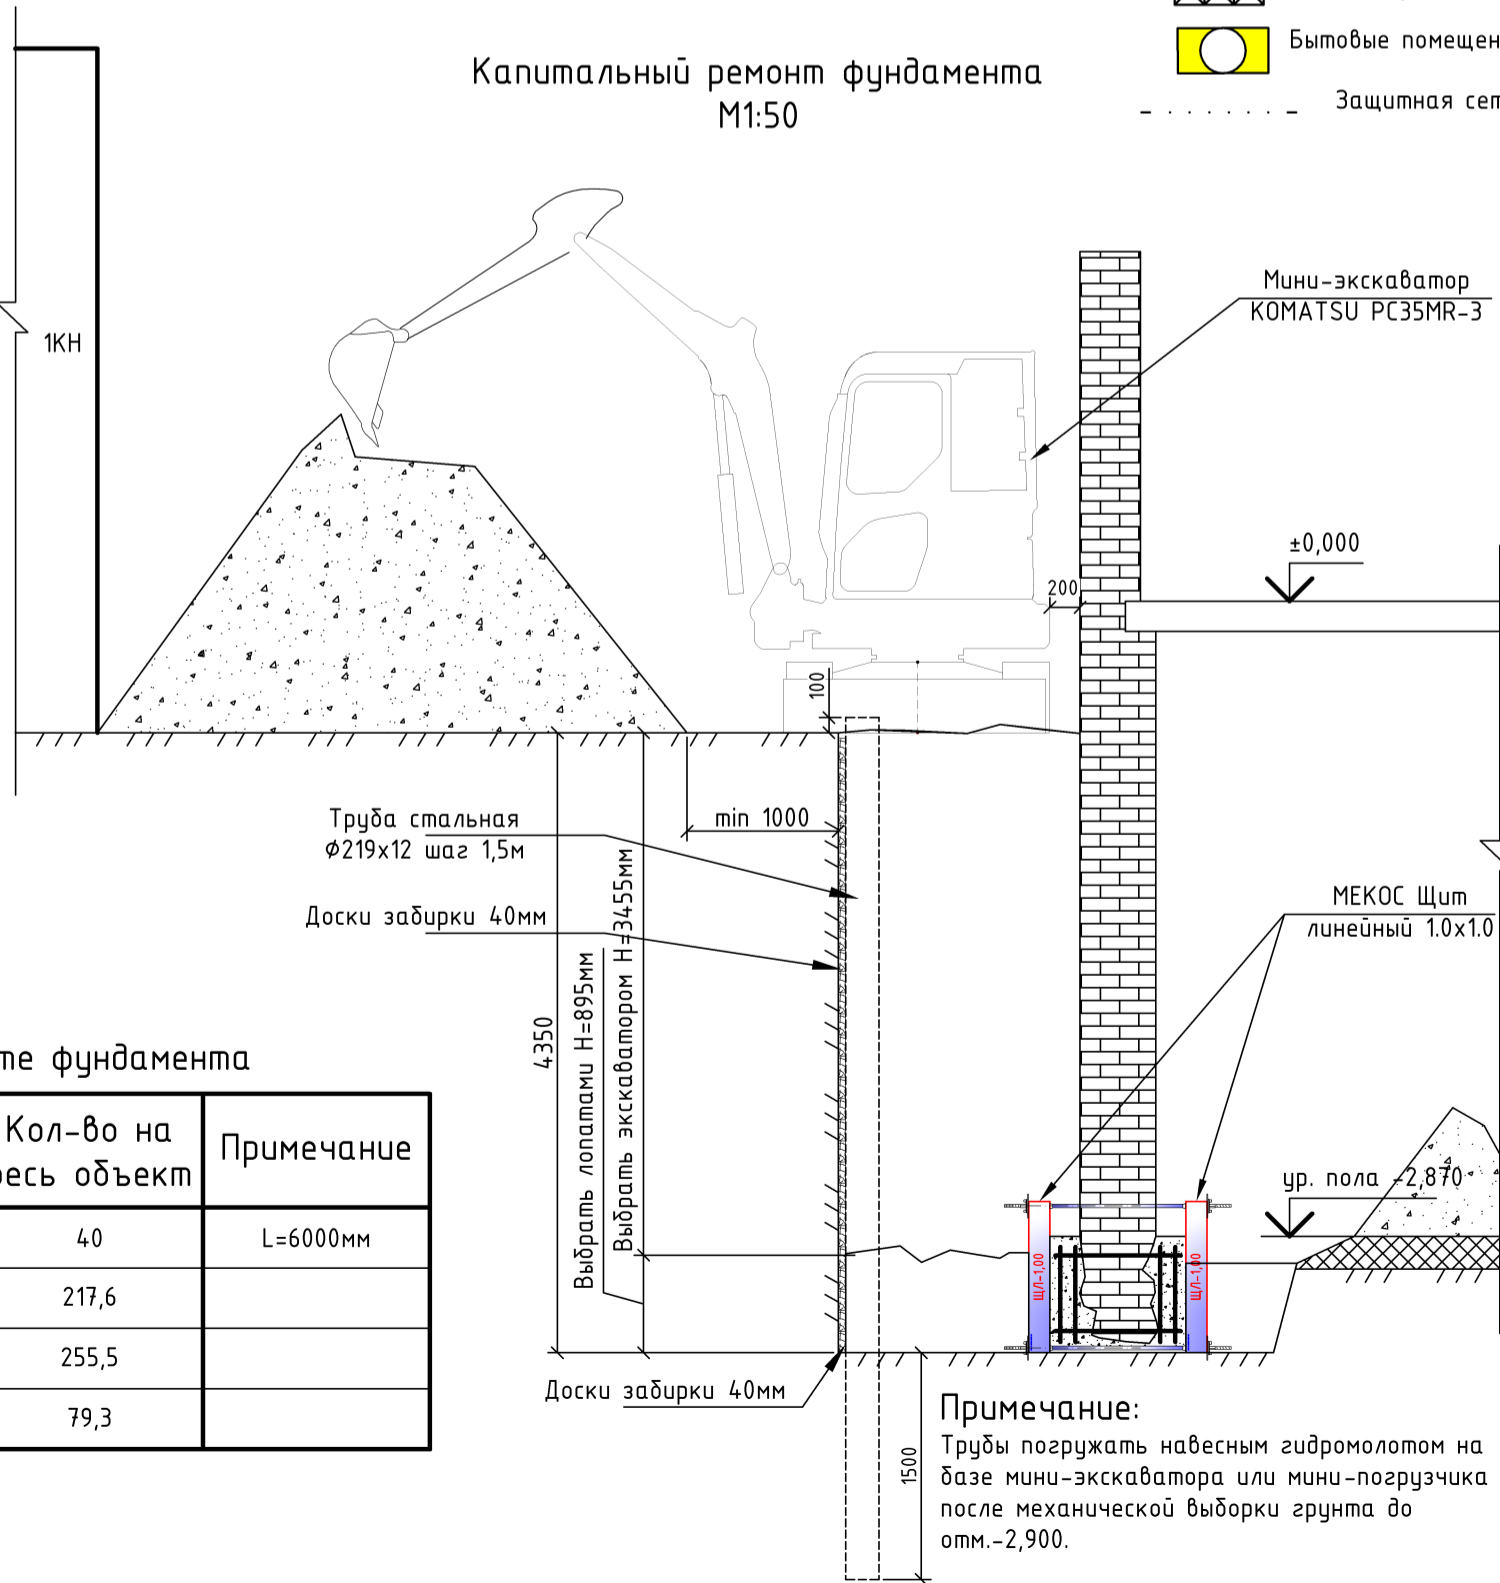 Бытовые помещен
Защитная сет
Капитальный ремонт фундамента
М1:50
Мини-экскаватор
KOMATSU PC35MR-3
1КН
±0,000
200
100
Труба стальная
Ф219х12 шаг 1,5м
min 1000
Доски забирки 40мм
4350
Выбрать лопатами Н=895мм
Выбрать экскаватором Н=3455мм
МЕКОС Щит
линейный 1.0х1.0
ур. пола -2,870
ЩЛ-1,00
ЩЛ-1,00
те фундамента
Кол-во на
весь объект
Примечание
40
L=6000мм
217,6
255,5
79,3
Доски забирки 40мм
1500
Примечание:
Трубы погружать навесным гидромолотом на
базе мини-экскаватора или мини-погрузчика
после механической выборки грунта до
отм.-2,900.